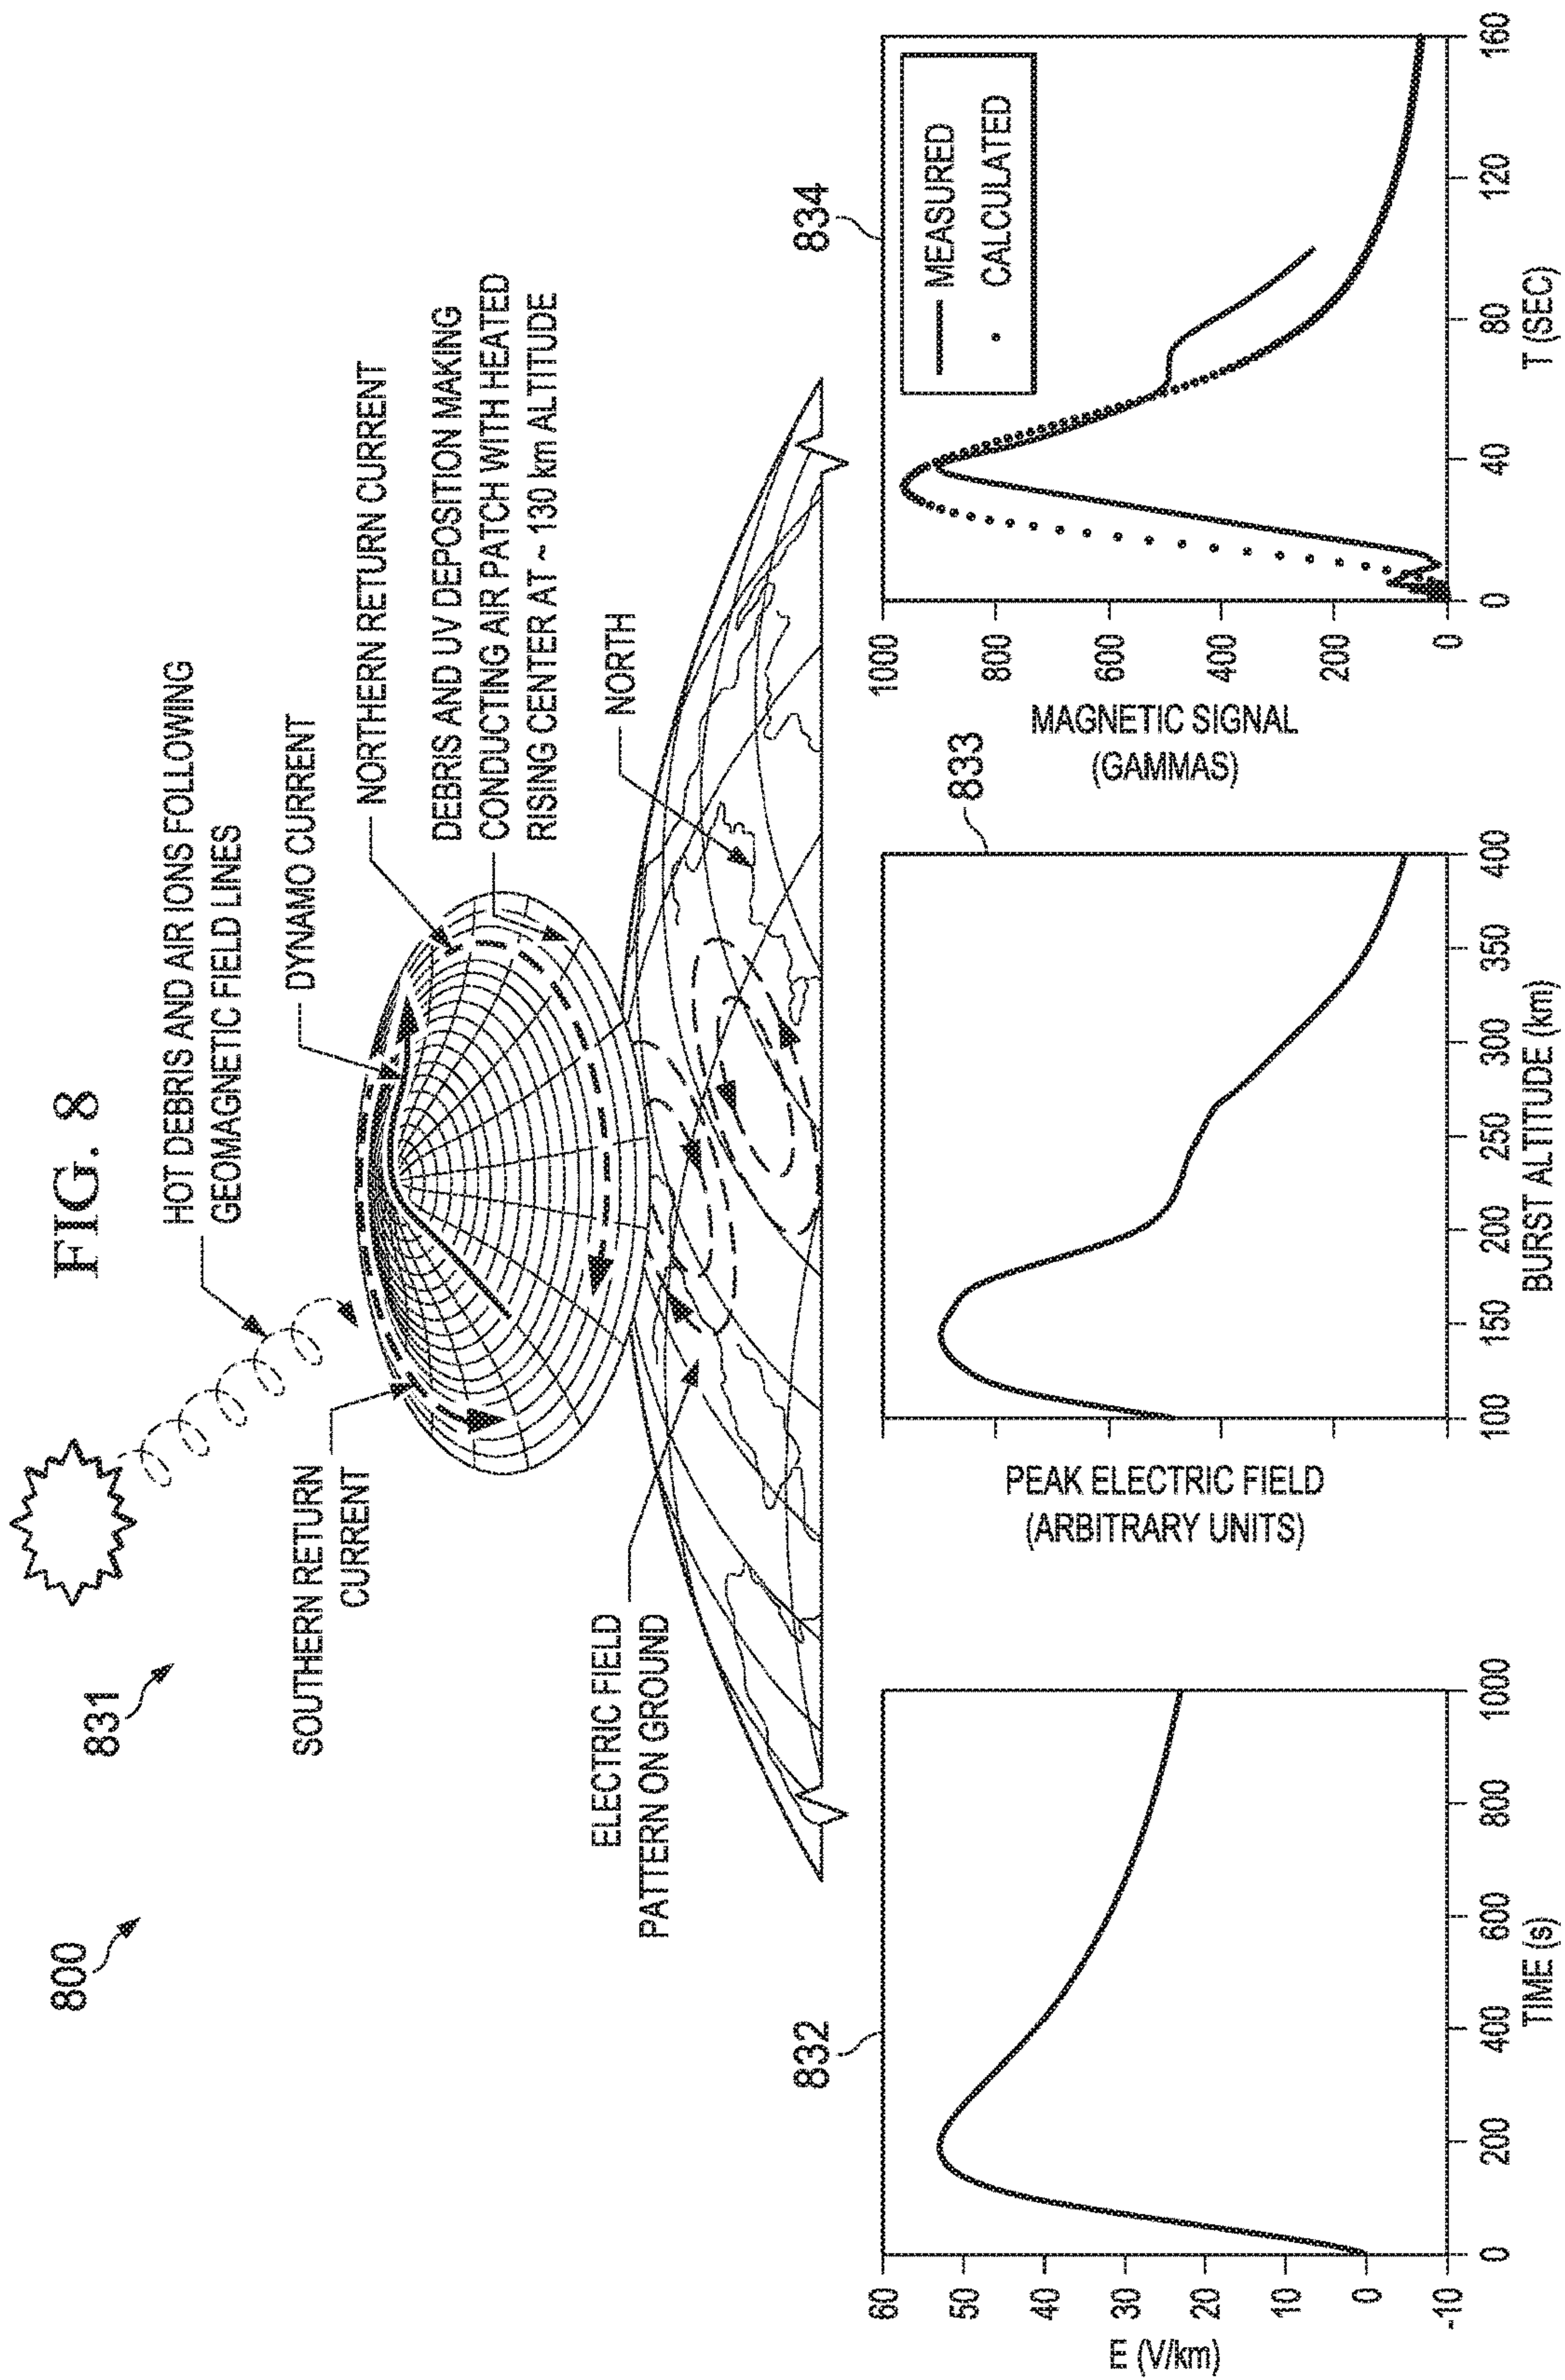 FIG. 8
800
831
HOT DEBRIS AND AIR IONS FOLLOWING
GEOMAGNETIC FIELD LINES
DYNAMO CURRENT
SOUTHERN RETURN
CURRENT
NORTHERN RETURN CURRENT
DEBRIS AND UV DEPOSITION MAKING
CONDUCTING AIR PATCH WITH HEATED
RISING CENTER AT ~ 130 km ALTITUDE
ELECTRIC FIELD
PATTERN ON GROUND
NORTH
832
60
50
40
30
20
10
0
-10
E (V/km)
0 200 400 600 800 1000
TIME (s)
833
PEAK ELECTRIC FIELD
(ARBITRARY UNITS)
100 150 200 250 300 350 400
BURST ALTITUDE (km)
834
MEASURED
CALCULATED
1000
800
600
400
200
0
MAGNETIC SIGNAL
(GAMMAS)
0 40 80 120 160
T (SEC)